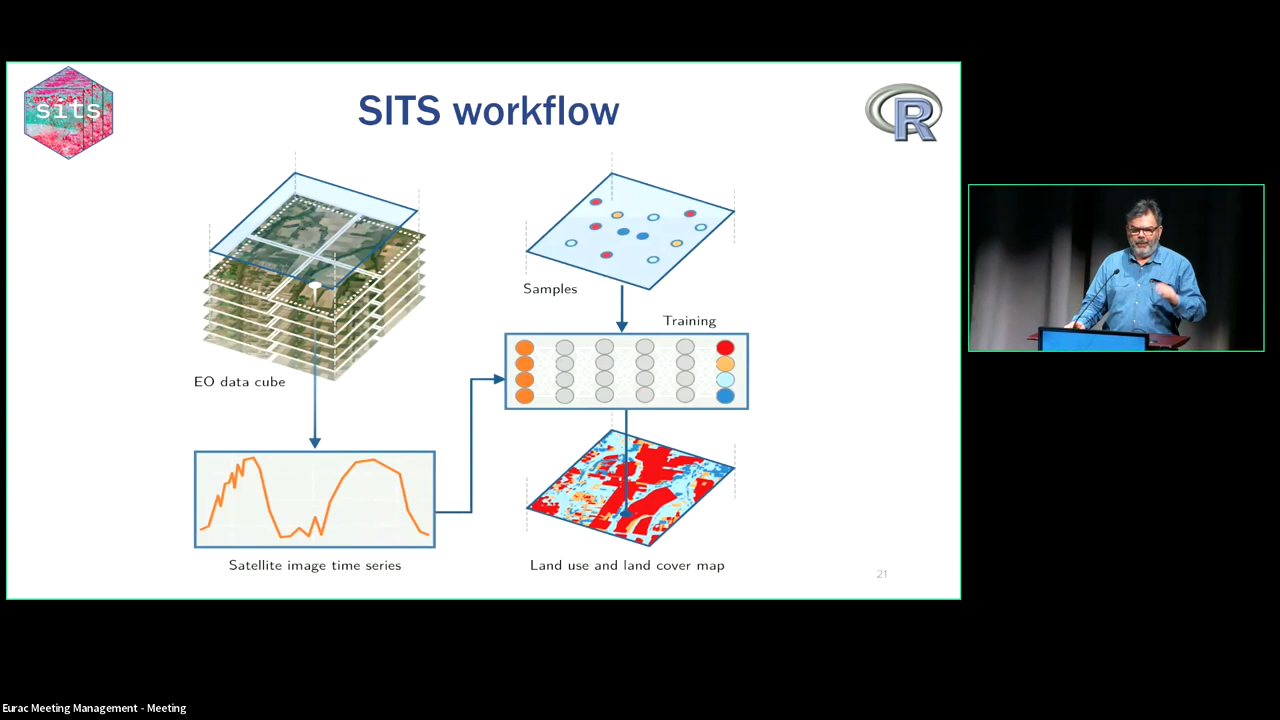 sits
SITS workflow
R
Samples
Training
EO data cube
Satellite image time series
Land use and land cover map
21
Eurac Meeting Management - Meeting